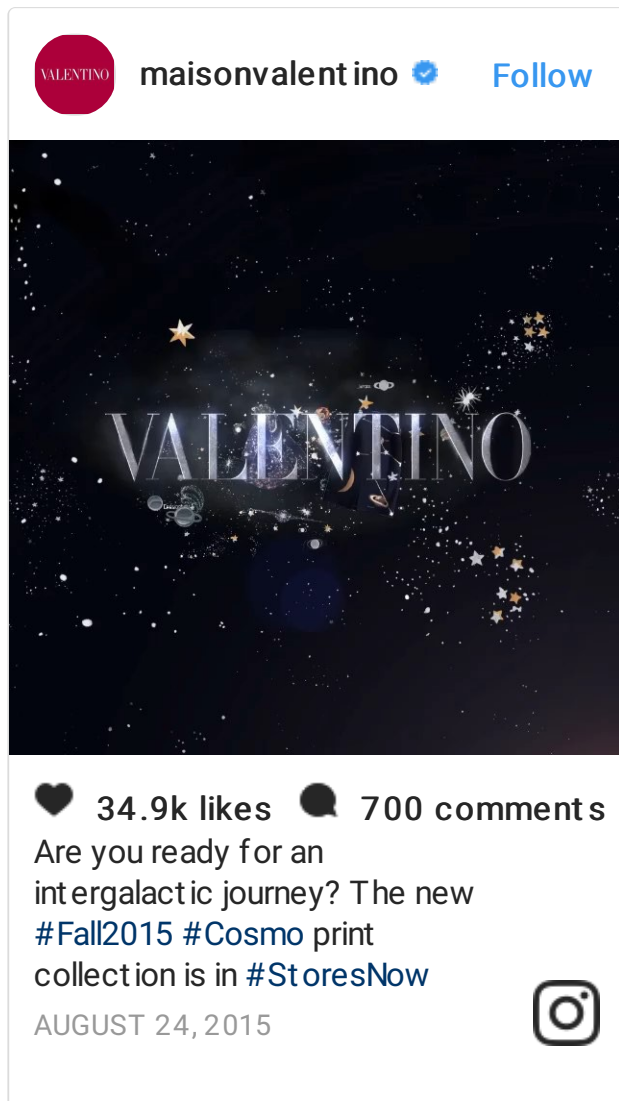 VALENTINO
maisonvalentino
Follow
VALENTINO
34.9k likes 700 comments
Are you ready for an
intergalactic journey? The new
#Fall2015 #Cosmo print
collection is in #StoresNow
AUGUST 24, 2015